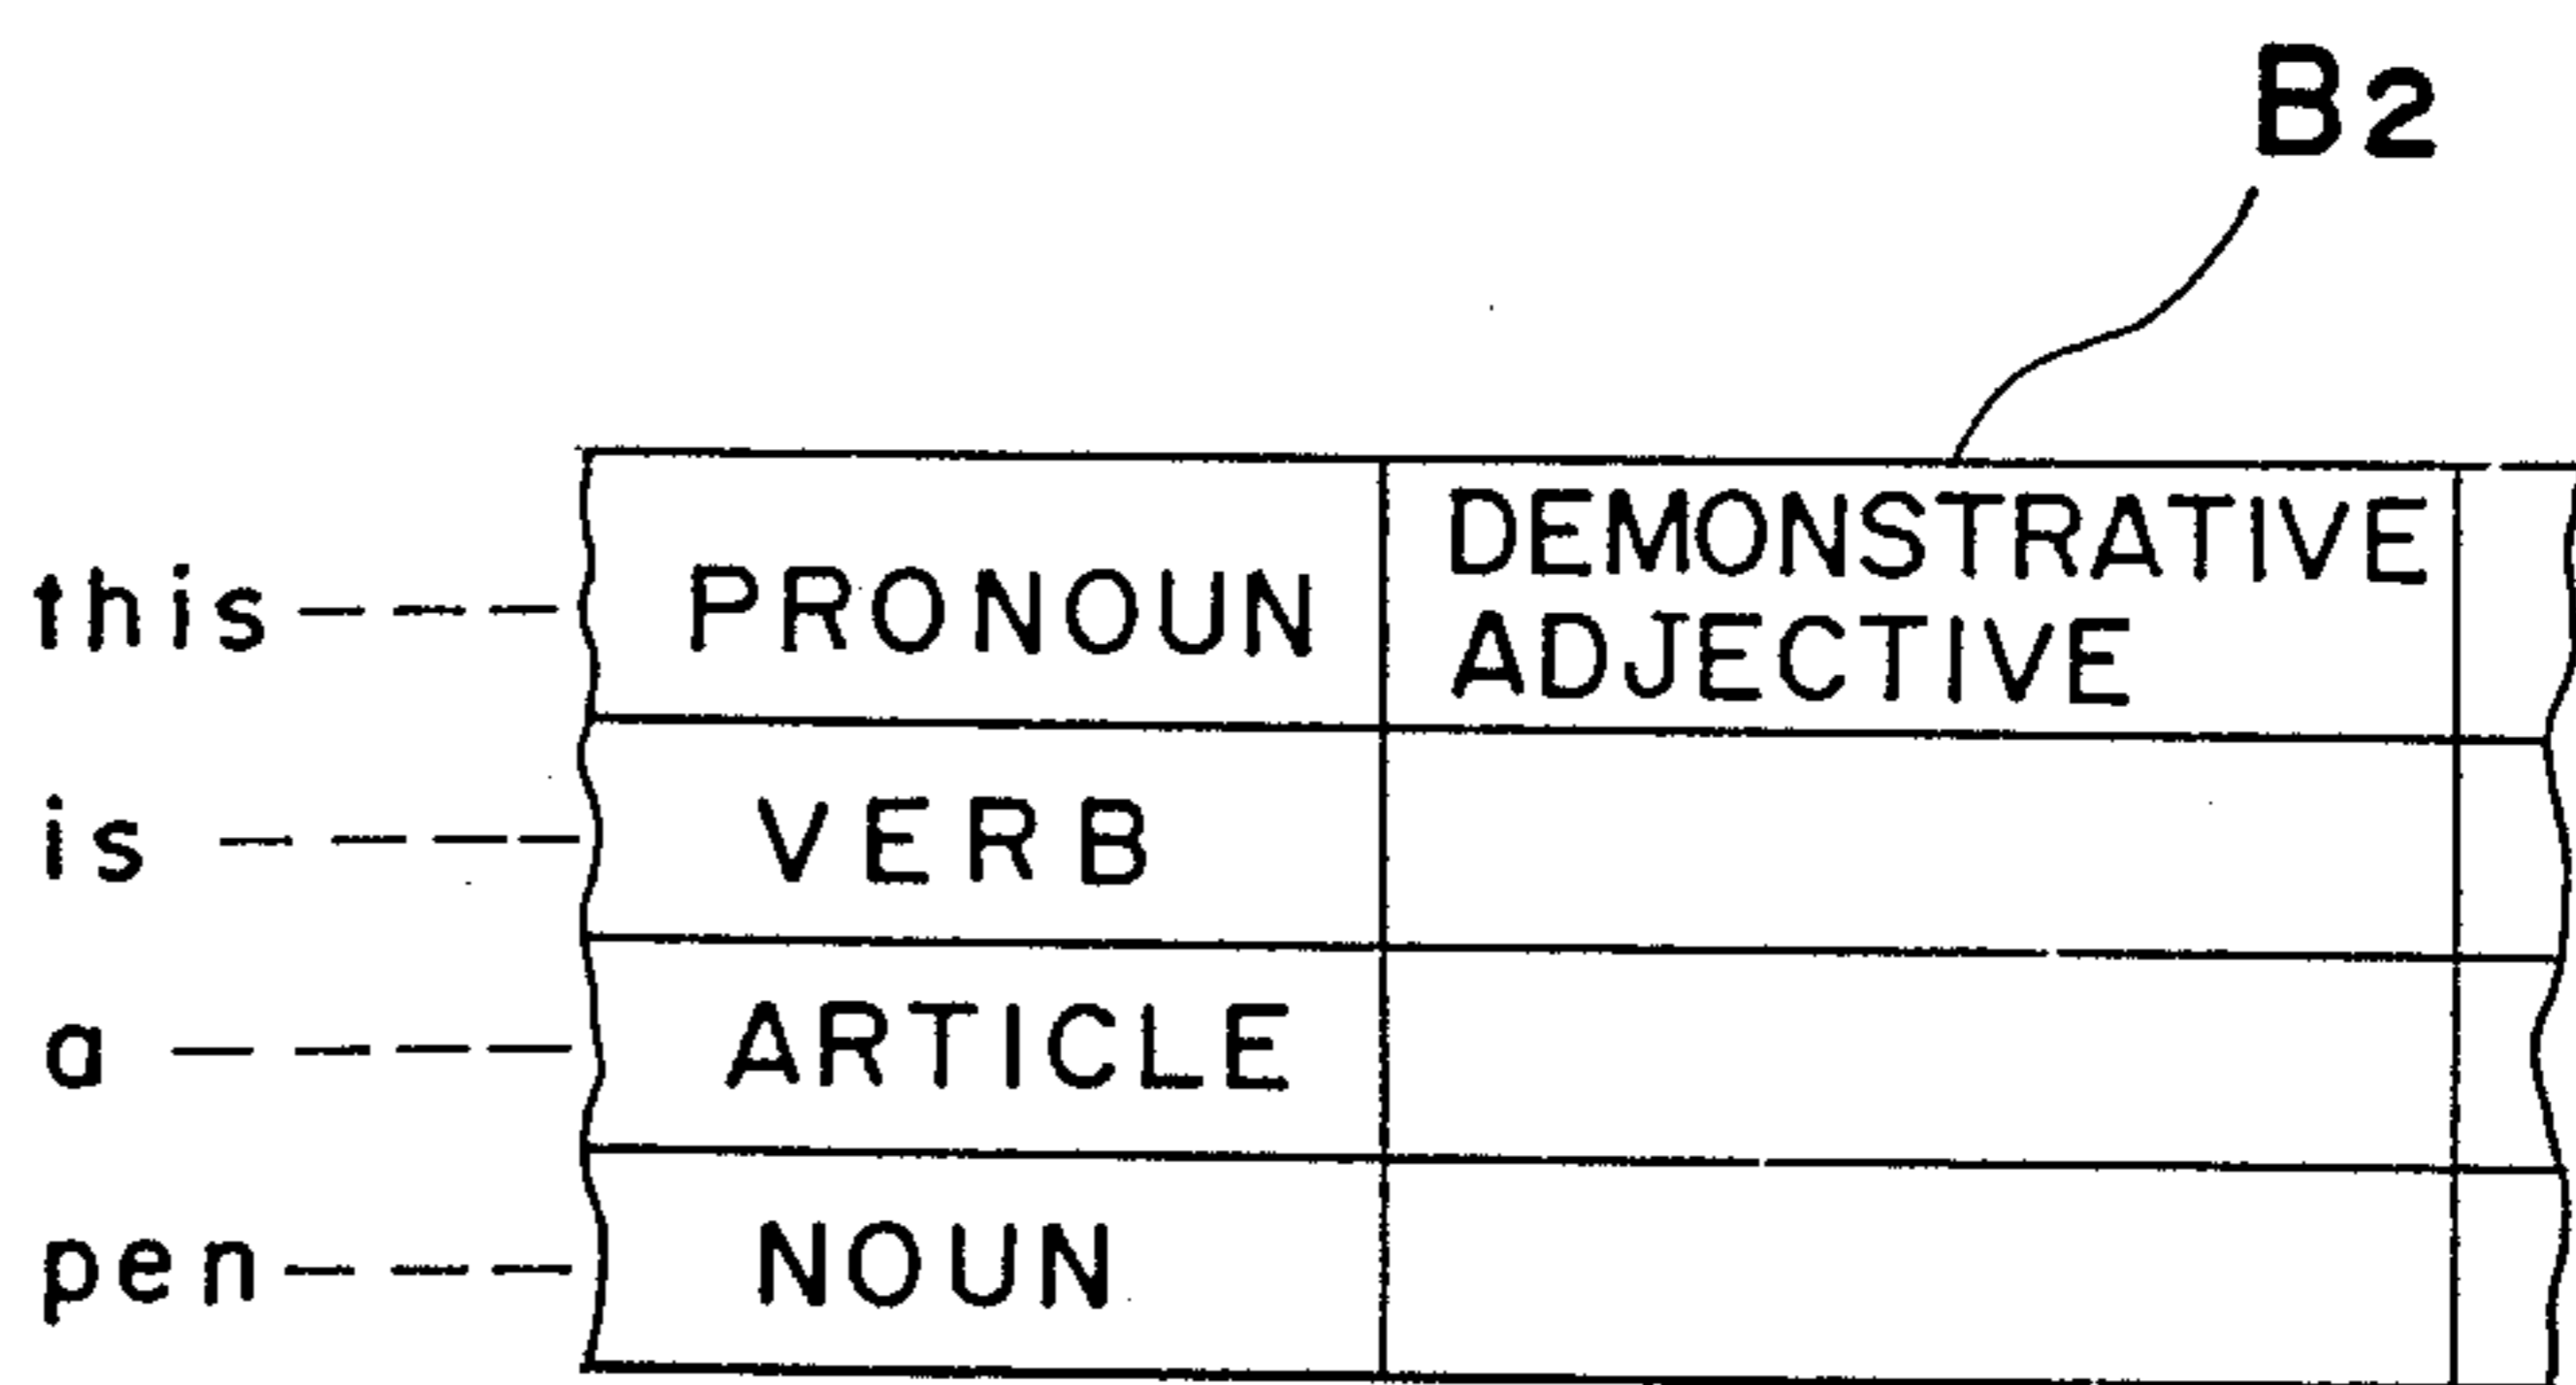 B2
this PRONOUN DEMONSTRATIVE
ADJECTIVE
is VERB
a ARTICLE
pen NOUN